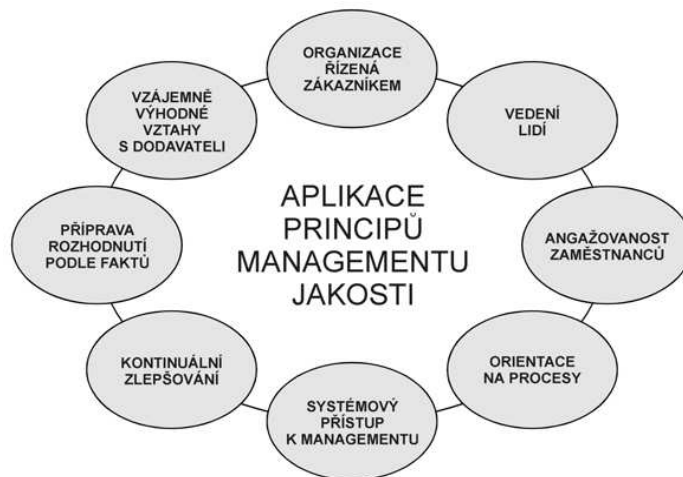 ORGANIZACE
ŘÍZENÁ
ZÁKAZNÍKEM
VZÁJEMNĚ
VÝHODNÉ
VZTAHY
S DODAVATELI
VEDENÍ
LIDÍ
APLIKACE
PRINCIPŮ
MANAGEMENTU
JAKOSTI
PŘÍPRAVA
ROZHODNUTÍ
PODLE FAKTŮ
ANGAŽOVANOST
ZAMĚSTNANCŮ
KONTINUÁLNÍ
ZLEPŠOVÁNÍ
ORIENTACE
NA PROCESY
SYSTÉMOVÝ
PŘÍSTUP
K MANAGEMENTU